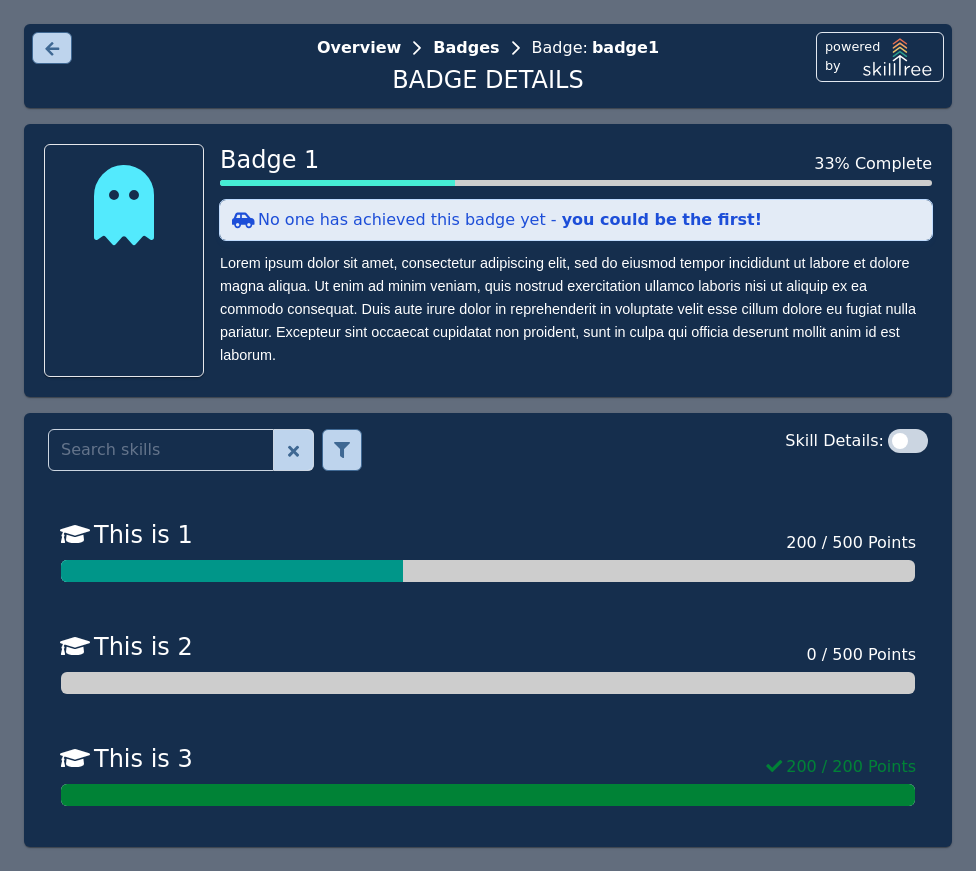 Overview > Badges > Badge: badge1
BADGE DETAILS
powered by skilltree
Badge 1
33% Complete
No one has achieved this badge yet - you could be the first!
Lorem ipsum dolor sit amet, consectetur adipiscing elit, sed do eiusmod tempor incididunt ut labore et dolore
magna aliqua. Ut enim ad minim veniam, quis nostrud exercitation ullamco laboris nisi ut aliquip ex ea
commodo consequat. Duis aute irure dolor in reprehenderit in voluptate velit esse cillum dolore eu fugiat nulla
pariatur. Excepteur sint occaecat cupidatat non proident, sunt in culpa qui officia deserunt mollit anim id est
laborum.
Search skills
Skill Details:
This is 1
200 / 500 Points
This is 2
0 / 500 Points
This is 3
200 / 200 Points